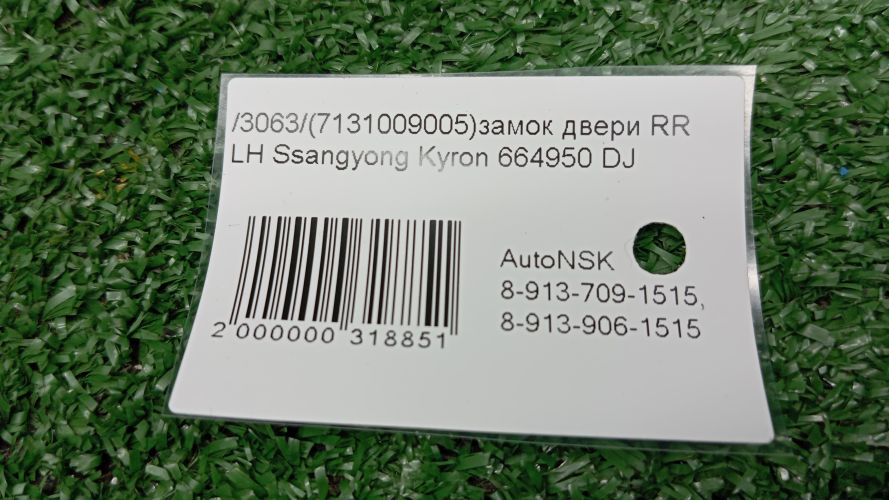 /3063/(7131009005)замок двери RR
LH Ssangyong Kyron 664950 DJ
AutoNSK
8-913-709-1515,
8-913-906-1515
2 000000 318851